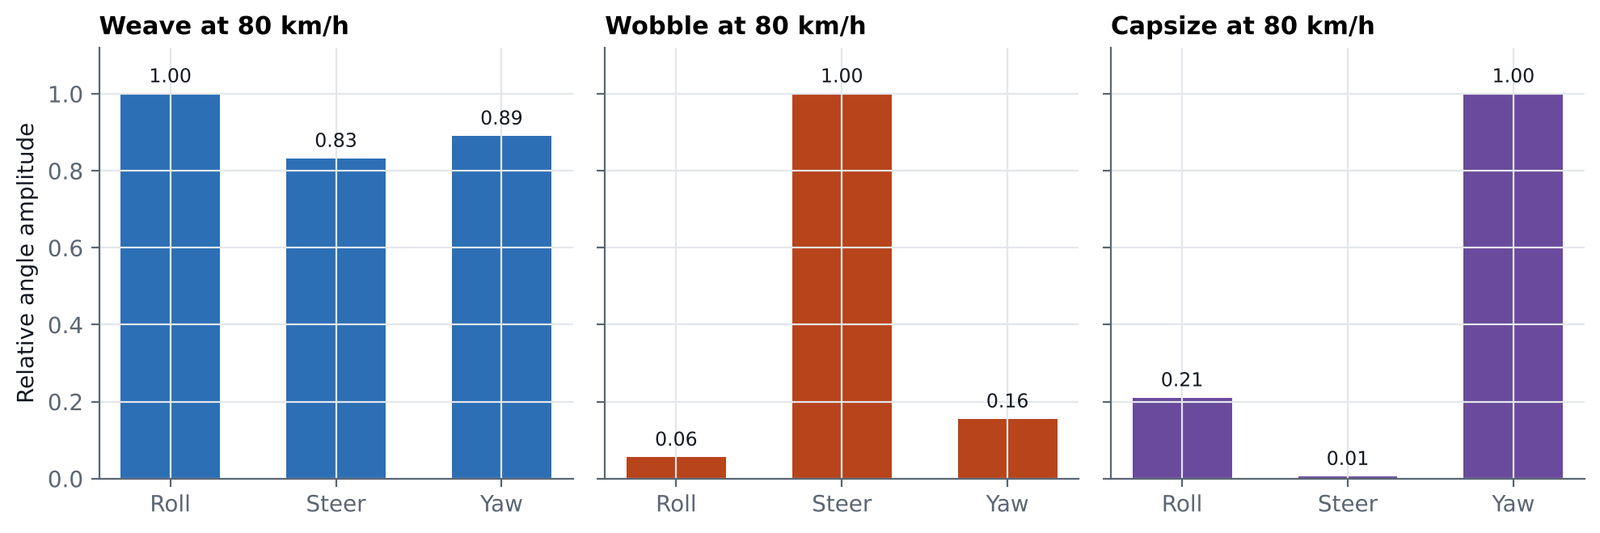 Weave at 80 km/h
Wobble at 80 km/h
Capsize at 80 km/h
Relative angle amplitude
1.0
0.8
0.6
0.4
0.2
0.0
1.00
0.83
0.89
Roll
Steer
Yaw
0.06
1.00
0.16
Roll
Steer
Yaw
0.21
0.01
1.00
Roll
Steer
Yaw